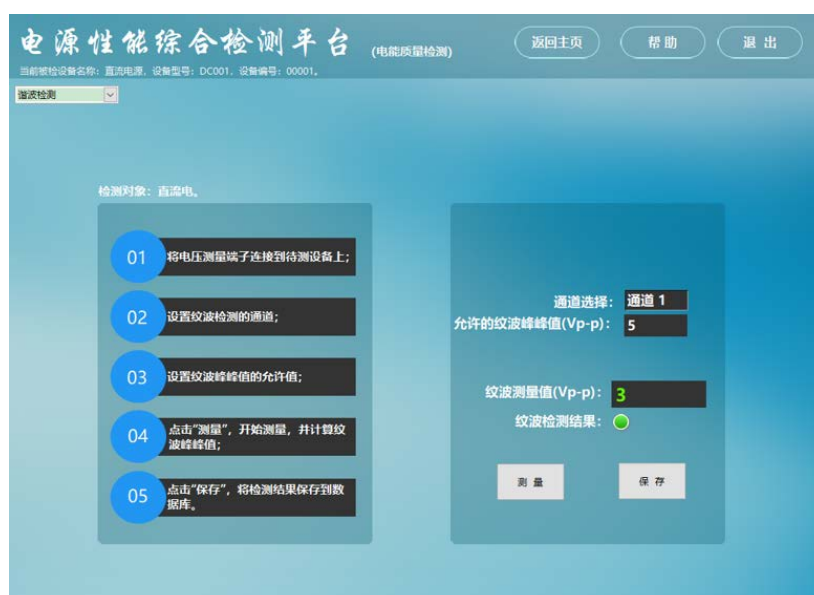 电源性能综合检测平台
(电能质量检测)
返回主页
帮 助
退 出
当前被检设备名称: 直流电源, 设备型号: DC001, 设备编号: 00001。
谐波检测
检测对象: 直流电。
01 将电压测量端子连接到待测设备上;
02 设置纹波检测的通道;
03 设置纹波峰峰值的允许值;
04 点击“测量”, 开始测量, 并计算纹
波峰峰值;
05 点击“保存”, 将检测结果保存到数
据库。
通道选择: 通道 1
允许的纹波峰峰值(Vp-p): 5
纹波测量值(Vp-p): 3
纹波检测结果:
测 量
保 存